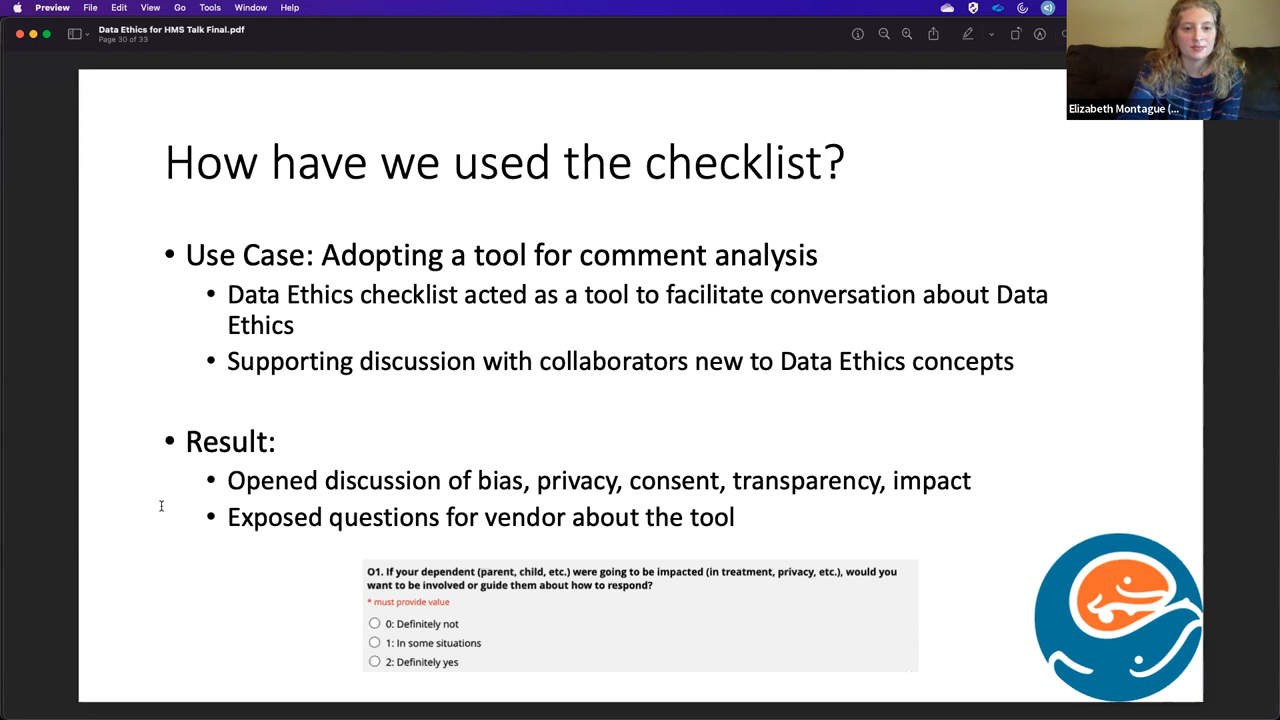 Preview File Edit View Go Tools Window Help
Data Ethics for HMS Talk Final.pdf
Page 30 of 33
Elizabeth Montague (...
How have we used the checklist?
• Use Case: Adopting a tool for comment analysis
• Data Ethics checklist acted as a tool to facilitate conversation about Data
Ethics
• Supporting discussion with collaborators new to Data Ethics concepts
• Result:
• Opened discussion of bias, privacy, consent, transparency, impact
• Exposed questions for vendor about the tool
O1. If your dependent (parent, child, etc.) were going to be impacted (in treatment, privacy, etc.), would you
want to be involved or guide them about how to respond?
* must provide value
0: Definitely not
1: In some situations
2: Definitely yes